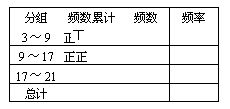 分组 频数累计 频数 频率
3～9 正丅
9～17 正正
17～21
总计